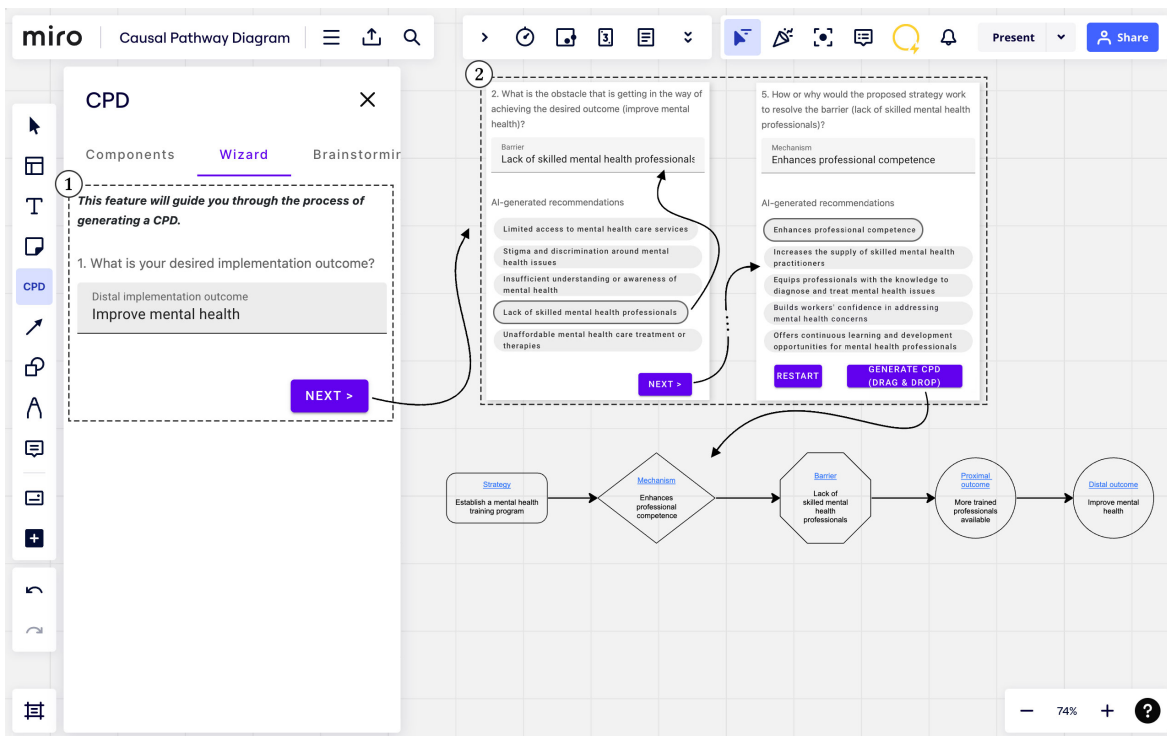 miro
Causal Pathway Diagram
3
Present
Share
CPD
Components
Wizard
Brainstormin
1
This feature will guide you through the process of
generating a CPD.
1. What is your desired implementation outcome?
Distal implementation outcome
Improve mental health
NEXT >
T
CPD
2
2. What is the obstacle that is getting in the way of
achieving the desired outcome (improve mental
health)?
Barrier
Lack of skilled mental health professionals
AI-generated recommendations
Limited access to mental health care services
Stigma and discrimination around mental
health issues
Insufficient understanding or awareness of
mental health
Lack of skilled mental health professionals
Unaffordable mental health care treatment or
therapies
NEXT >
5. How or why would the proposed strategy work
to resolve the barrier (lack of skilled mental health
professionals)?
Mechanism
Enhances professional competence
AI-generated recommendations
Enhances professional competence
Increases the supply of skilled mental health
practitioners
Equips professionals with the knowledge to
diagnose and treat mental health issues
Builds workers' confidence in addressing
mental health concerns
Offers continuous learning and development
opportunities for mental health professionals
RESTART
GENERATE CPD
(DRAG & DROP)
Strategy
Establish a mental health
training program
Mechanism
Enhances
professional
competence
Barrier
Lack of
skilled mental
health
professionals
Proximal
outcome
More trained
professionals
available
Distal outcome
Improve mental
health
74%
?